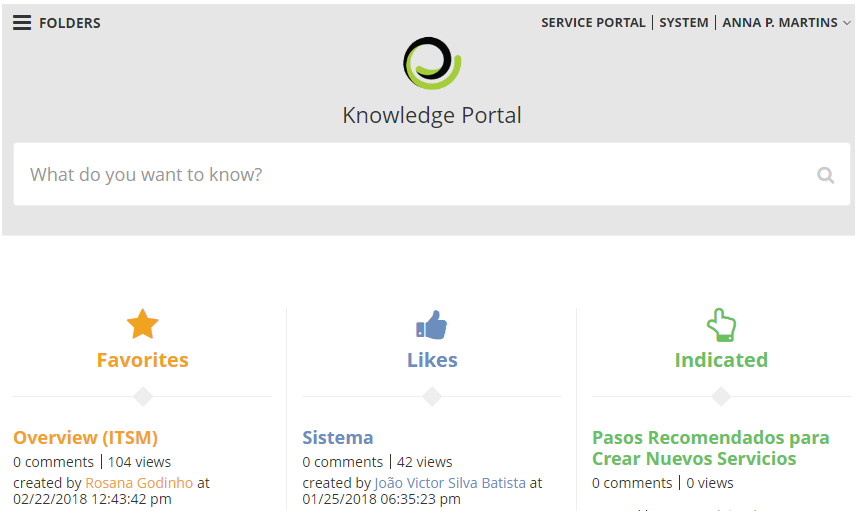 FOLDERS
SERVICE PORTAL | SYSTEM | ANNA P. MARTINS
Knowledge Portal
What do you want to know?
Favorites
Overview (ITSM)
0 comments | 104 views
created by Rosana Godinho at
02/22/2018 12:43:42 pm
Likes
Sistema
0 comments | 42 views
created by João Victor Silva Batista at
01/25/2018 06:35:23 pm
Indicated
Pasos Recomendados para
Crear Nuevos Servicios
0 comments | 0 views